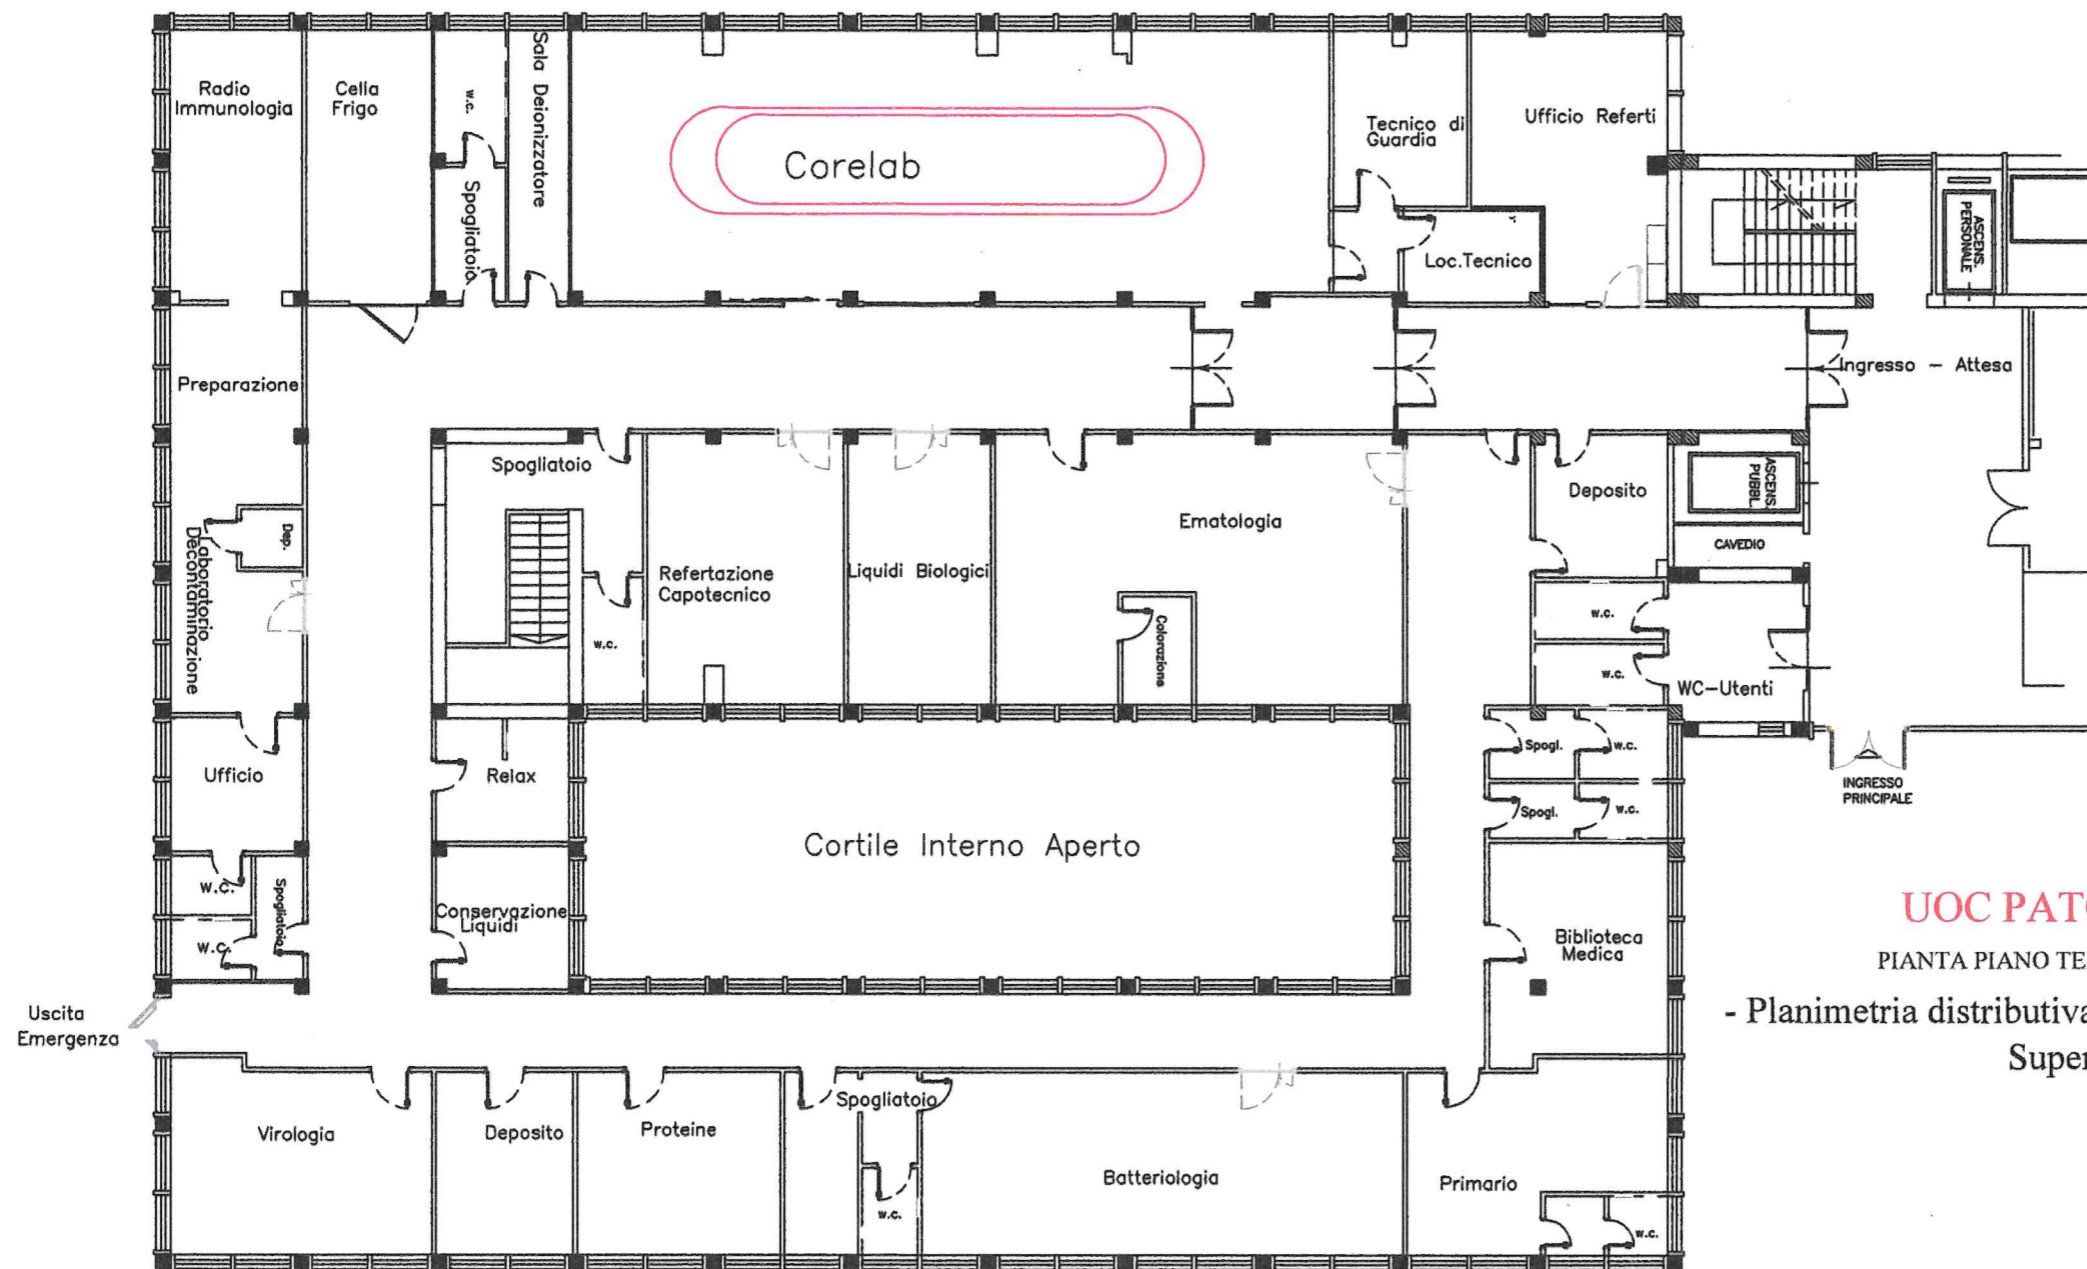 Radio
Immunologia
Cella
Frigo
w.c.
Spogliatoio
Sala Deionizzatore
Corelab
Tecnico di
Guardia
Ufficio Referti
Loc.Tecnico
ASCENS.
PERSONALE
Preparazione
Ingresso - Attesa
Spogliatoio
Deposito
ASCENS.
PUBBL.
CAVEDIO
Ematologia
Dep.
Laboratorio
Decontaminazione
Refertazione
Capotecnico
Liquidi Biologici
Colorazione
w.c.
w.c.
w.c.
WC-Utenti
Ufficio
Relax
Spogl.
w.c.
Spogl.
w.c.
INGRESSO
PRINCIPALE
Cortile Interno Aperto
w.c.
Spogliatoio
w.c.
Conservazione
Liquidi
Biblioteca
Medica
UOC PAT
PIANTA PIANO TE
- Planimetria distributiva
Super
Uscita
Emergenza
Virologia
Deposito
Proteine
Spogliatoio
w.c.
Batteriologia
Primario
w.c.